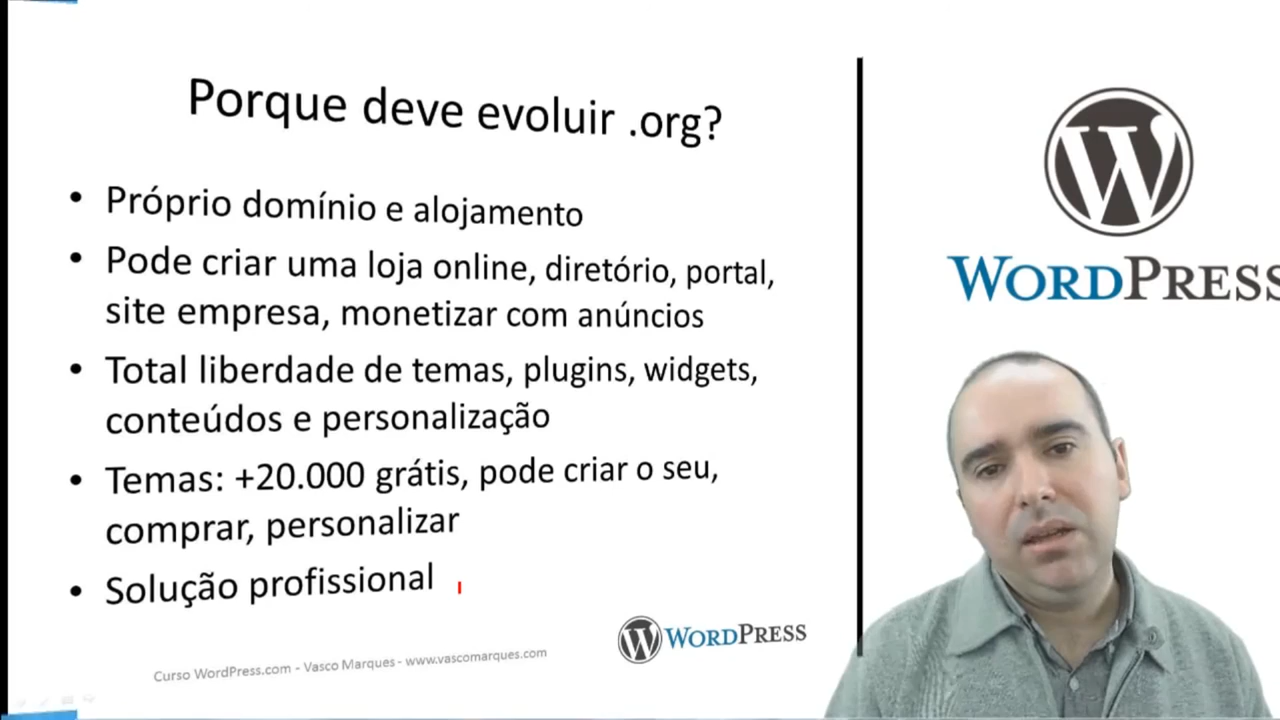 Porque deve evoluir .org?
• Próprio domínio e alojamento
• Pode criar uma loja online, diretório, portal,
site empresa, monetizar com anúncios
• Total liberdade de temas, plugins, widgets,
conteúdos e personalização
• Temas: +20.000 grátis, pode criar o seu,
comprar, personalizar
• Solução profissional
WORDPRESS
Curso WordPress.com - Vasco Marques - www.vascomarques.com
WORDPRESS